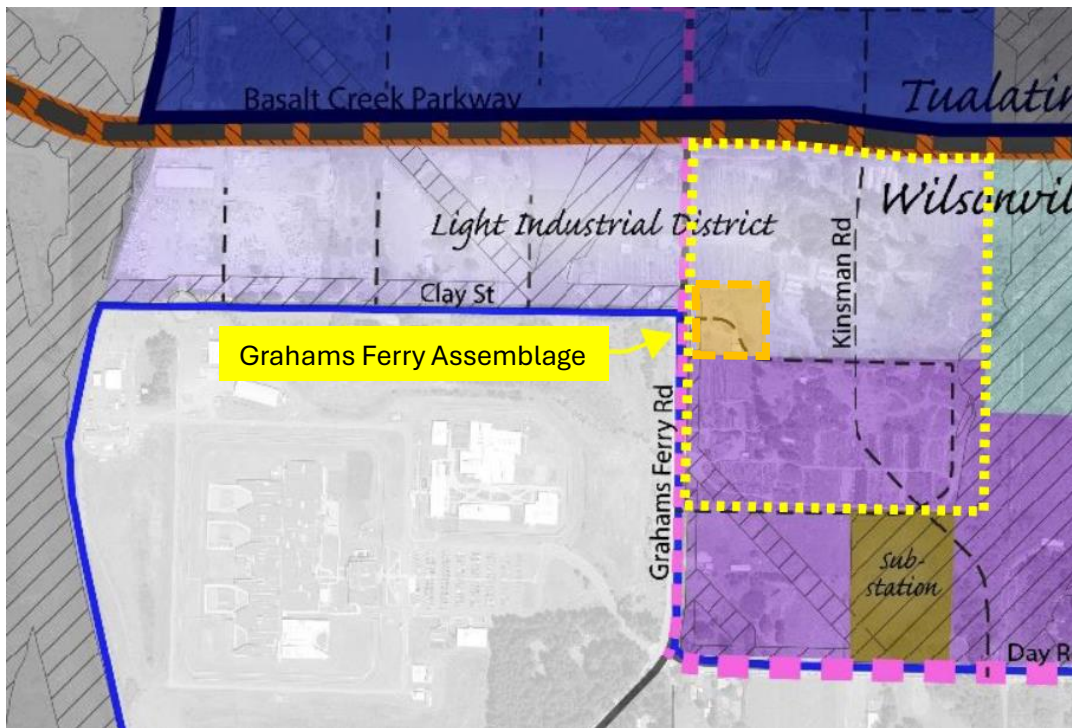 Basalt Creek Parkway
Tualatin
Wilsonvil
Light Industrial District
Kinsman Rd
Clay St
Grahams Ferry Assemblage
Grahams Ferry Rd
Sub-
station
Day R